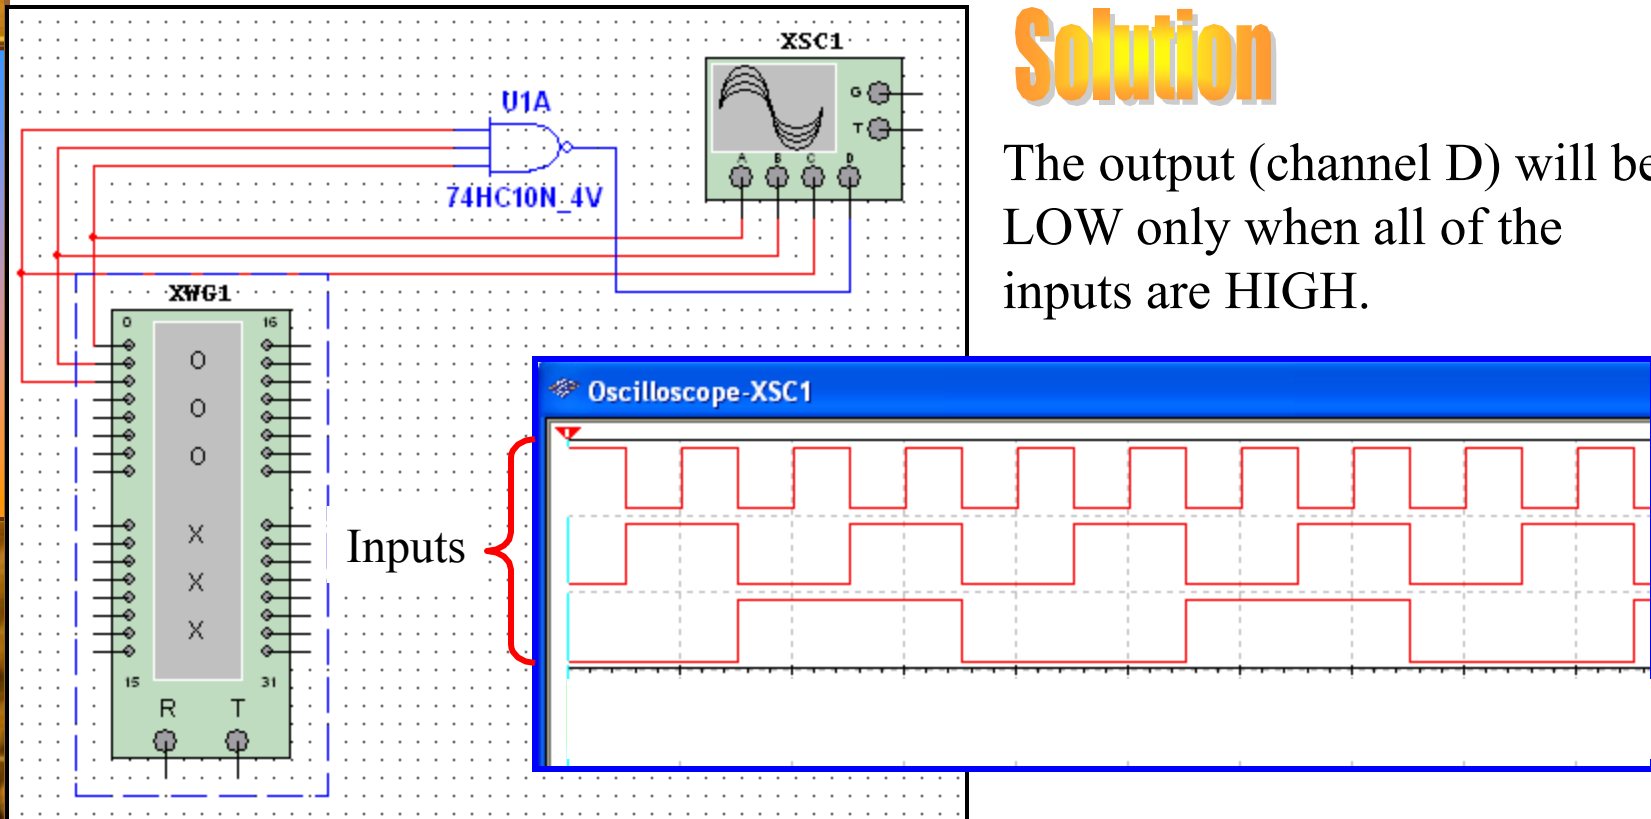 Solution
The output (channel D) will be
LOW only when all of the
inputs are HIGH.
XSC1
G
T
A B C D
U1A
74HC10N_4V
XWG1
0 16
O
O
O
X
X
X
15 31
R T
Inputs
Oscilloscope-XSC1